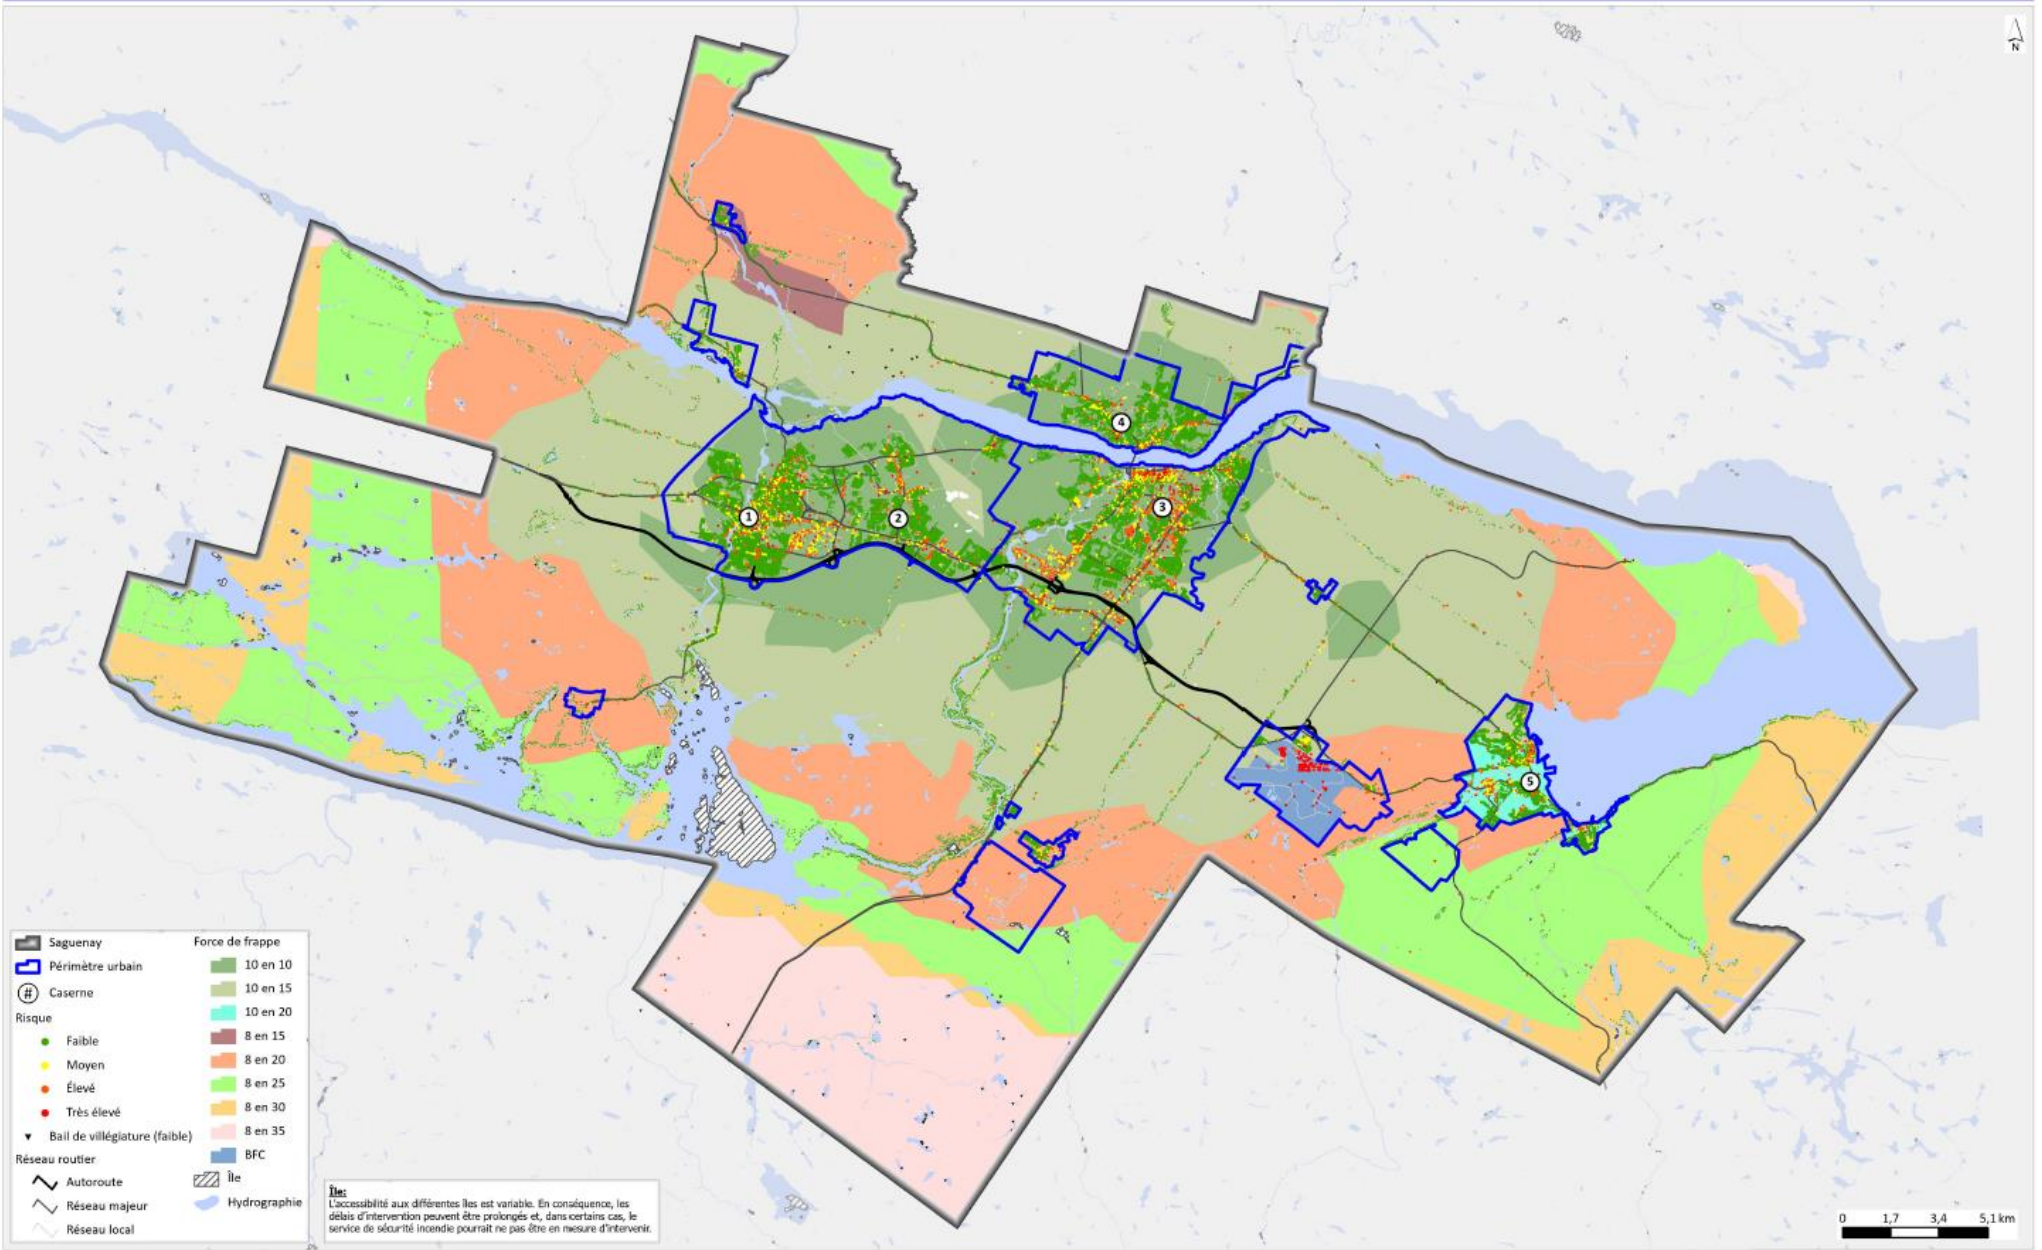 N
1
2
3
4
5
Saguenay
Périmètre urbain
# Caserne
Risque
Faible
Moyen
Élevé
Très élevé
Bail de villégiature (faible)
Réseau routier
Autoroute
Réseau majeur
Réseau local
Force de frappe
10 en 10
10 en 15
10 en 20
8 en 15
8 en 20
8 en 25
8 en 30
8 en 35
BFC
Île
Hydrographie
Île:
L'accessibilité aux différentes îles est variable. En conséquence, les
délais d'intervention peuvent être prolongés et, dans certains cas, le
service de sécurité incendie pourrait ne pas être en mesure d'intervenir.
0 1,7 3,4 5,1 km